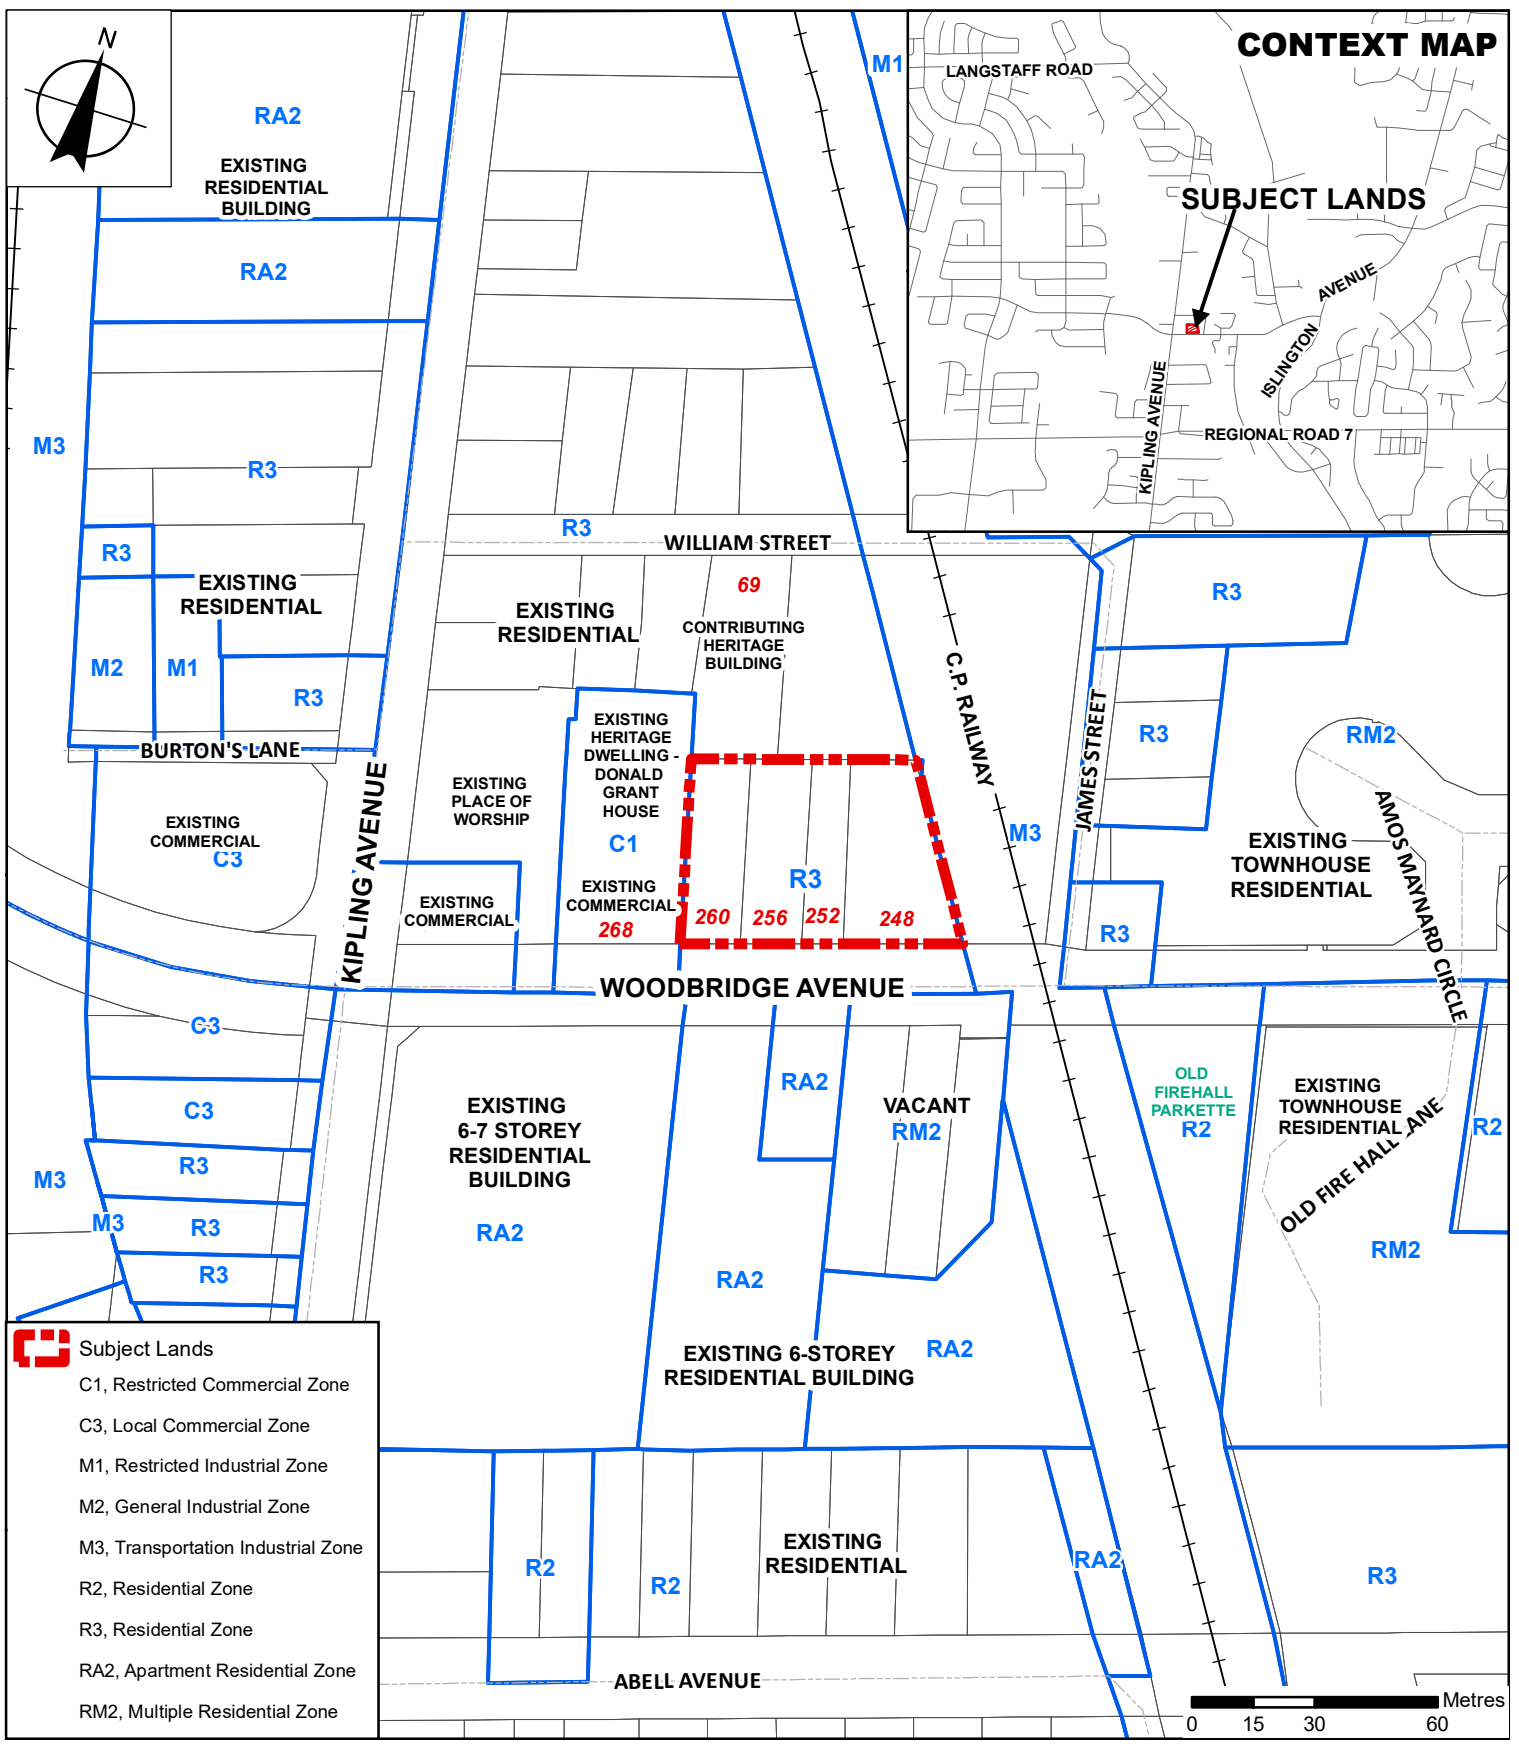 N
CONTEXT MAP
LANGSTAFF ROAD
SUBJECT LANDS
AVENUE
ISLINGTON
KIPLING AVENUE
REGIONAL ROAD 7
M1
RA2
EXISTING
RESIDENTIAL
BUILDING
RA2
M3
R3
R3
R3
WILLIAM STREET
EXISTING
RESIDENTIAL
M2
M1
R3
BURTON'S LANE
EXISTING
RESIDENTIAL
69
CONTRIBUTING
HERITAGE
BUILDING
C.P. RAILWAY
JAMES STREET
R3
R3
RM2
AMOS MAYNARD CIRCLE
EXISTING
TOWNHOUSE
RESIDENTIAL
R3
M3
EXISTING
COMMERCIAL
C3
KIPLING AVENUE
EXISTING
PLACE OF
WORSHIP
EXISTING
COMMERCIAL
EXISTING
HERITAGE
DWELLING -
DONALD
GRANT
HOUSE
C1
EXISTING
COMMERCIAL
268
R3
260
256
252
248
WOODBRIDGE AVENUE
C3
C3
R3
M3
M3
R3
R3
EXISTING
6-7 STOREY
RESIDENTIAL
BUILDING
RA2
RA2
RA2
VACANT
RM2
RA2
EXISTING 6-STOREY
RESIDENTIAL BUILDING
OLD
FIREHALL
PARKETTE
R2
EXISTING
TOWNHOUSE
RESIDENTIAL
OLD FIRE HALL LANE
R2
RM2
R2
R2
EXISTING
RESIDENTIAL
RA2
R3
ABELL AVENUE
Subject Lands
C1, Restricted Commercial Zone
C3, Local Commercial Zone
M1, Restricted Industrial Zone
M2, General Industrial Zone
M3, Transportation Industrial Zone
R2, Residential Zone
R3, Residential Zone
RA2, Apartment Residential Zone
RM2, Multiple Residential Zone
Metres
0 15 30 60